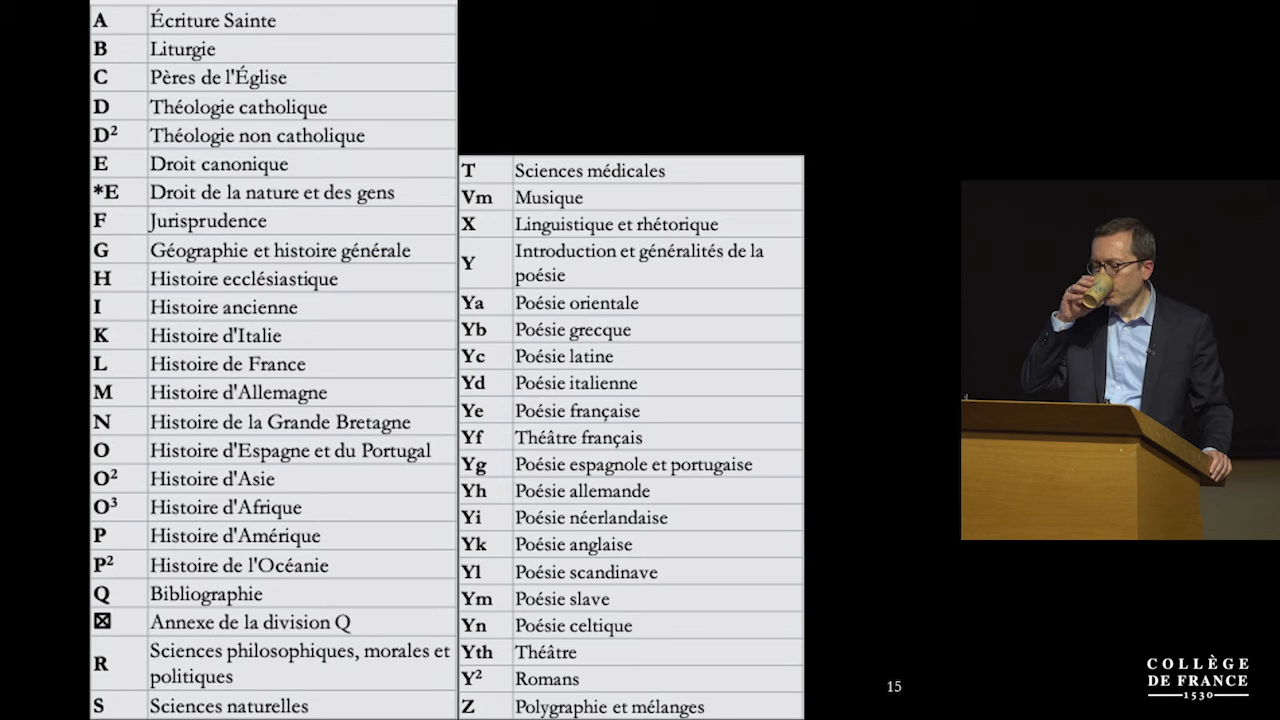 A Écriture Sainte
B Liturgie
C Pères de l'Église
D Théologie catholique
D² Théologie non catholique
E Droit canonique
*E Droit de la nature et des gens
F Jurisprudence
G Géographie et histoire générale
H Histoire ecclésiastique
I Histoire ancienne
K Histoire d'Italie
L Histoire de France
M Histoire d'Allemagne
N Histoire de la Grande Bretagne
O Histoire d'Espagne et du Portugal
O² Histoire d'Asie
O³ Histoire d'Afrique
P Histoire d'Amérique
P² Histoire de l'Océanie
Q Bibliographie
☒ Annexe de la division Q
R Sciences philosophiques, morales et
politiques
S Sciences naturelles
T Sciences médicales
Vm Musique
X Linguistique et rhétorique
Y Introduction et généralités de la
poésie
Ya Poésie orientale
Yb Poésie grecque
Yc Poésie latine
Yd Poésie italienne
Ye Poésie française
Yf Théâtre français
Yg Poésie espagnole et portugaise
Yh Poésie allemande
Yi Poésie néerlandaise
Yk Poésie anglaise
Yl Poésie scandinave
Ym Poésie slave
Yn Poésie celtique
Yth Théâtre
Y² Romans
Z Polygraphie et mélanges
15
COLLÈGE
DE FRANCE
1530